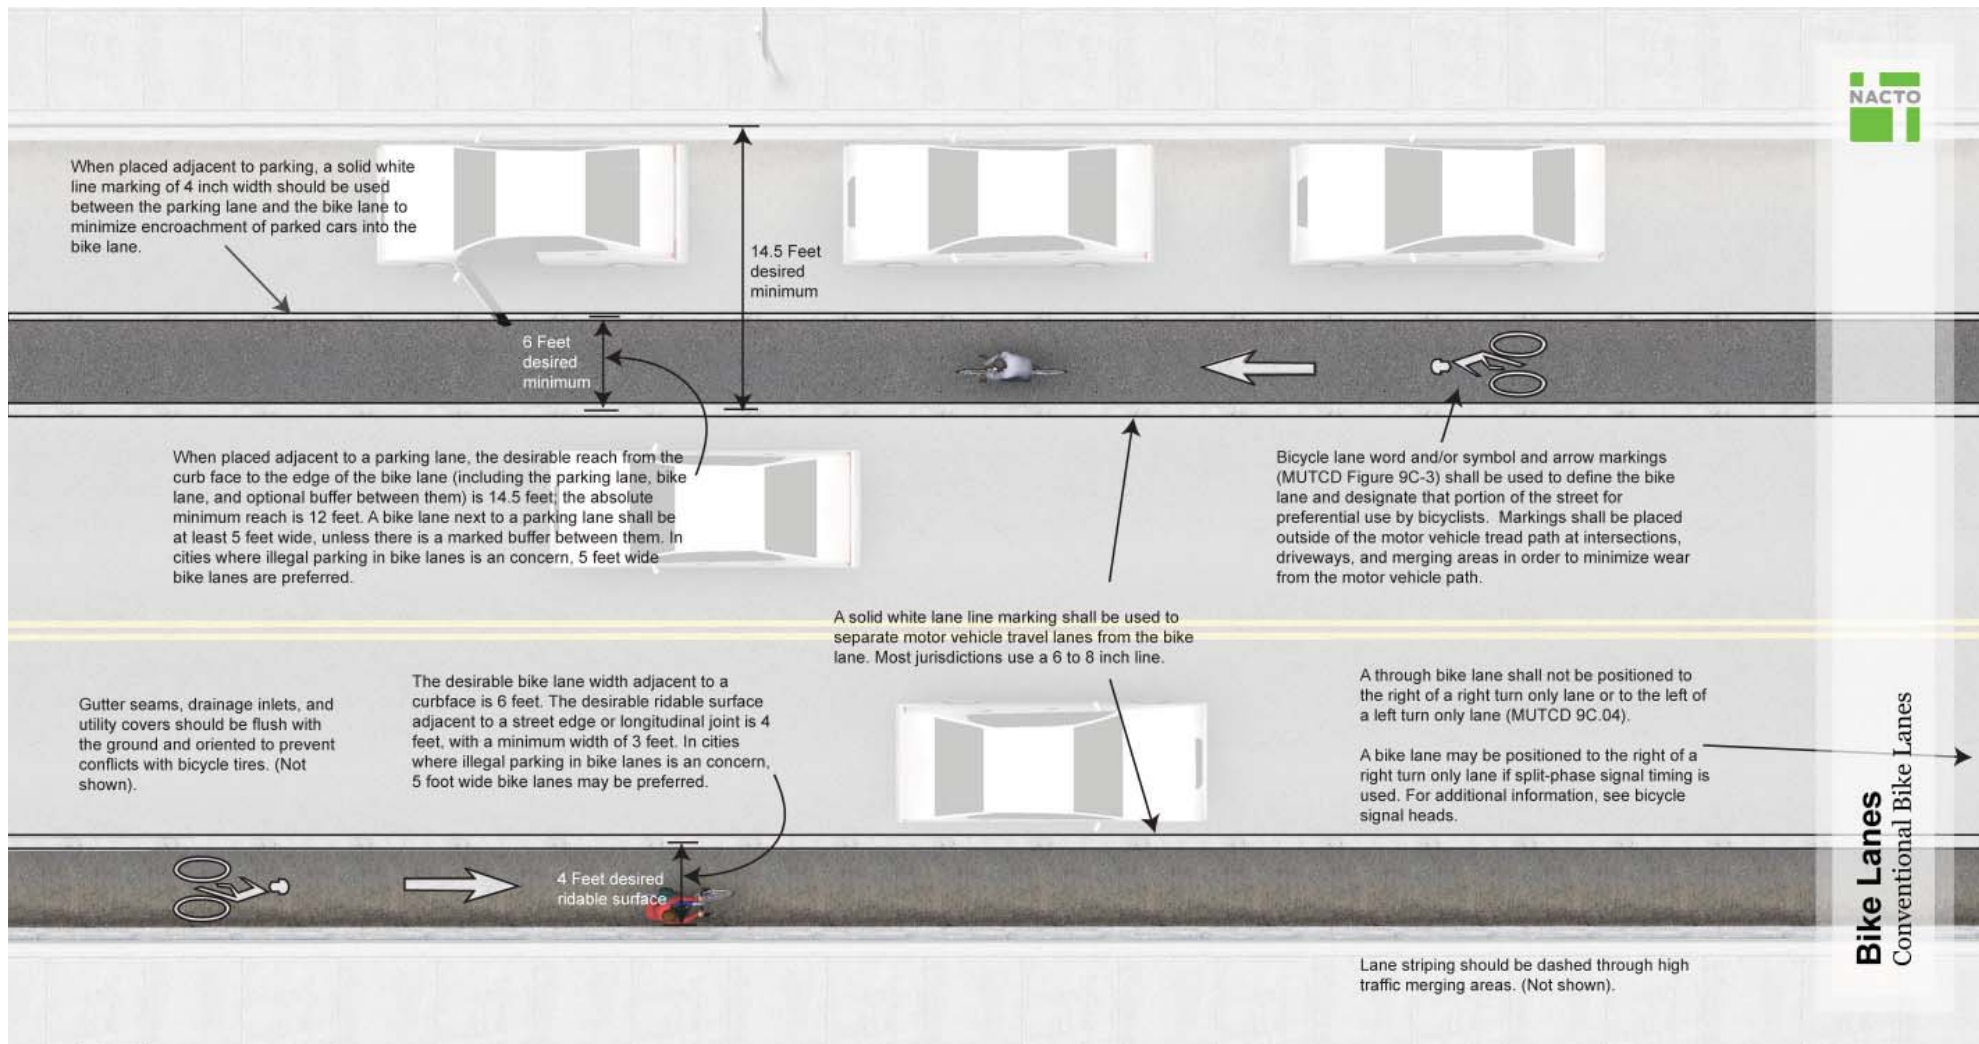 NACTO
When placed adjacent to parking, a solid white
line marking of 4 inch width should be used
between the parking lane and the bike lane to
minimize encroachment of parked cars into the
bike lane.
14.5 Feet
desired
minimum
6 Feet
desired
minimum
When placed adjacent to a parking lane, the desirable reach from the
curb face to the edge of the bike lane (including the parking lane, bike
lane, and optional buffer between them) is 14.5 feet; the absolute
minimum reach is 12 feet. A bike lane next to a parking lane shall be
at least 5 feet wide, unless there is a marked buffer between them. In
cities where illegal parking in bike lanes is an concern, 5 feet wide
bike lanes are preferred.
Bicycle lane word and/or symbol and arrow markings
(MUTCD Figure 9C-3) shall be used to define the bike
lane and designate that portion of the street for
preferential use by bicyclists. Markings shall be placed
outside of the motor vehicle tread path at intersections,
driveways, and merging areas in order to minimize wear
from the motor vehicle path.
A solid white lane line marking shall be used to
separate motor vehicle travel lanes from the bike
lane. Most jurisdictions use a 6 to 8 inch line.
Gutter seams, drainage inlets, and
utility covers should be flush with
the ground and oriented to prevent
conflicts with bicycle tires. (Not
shown).
The desirable bike lane width adjacent to a
curbface is 6 feet. The desirable ridable surface
adjacent to a street edge or longitudinal joint is 4
feet, with a minimum width of 3 feet. In cities
where illegal parking in bike lanes is an concern,
5 foot wide bike lanes may be preferred.
A through bike lane shall not be positioned to
the right of a right turn only lane or to the left of
a left turn only lane (MUTCD 9C.04).
A bike lane may be positioned to the right of a
right turn only lane if split-phase signal timing is
used. For additional information, see bicycle
signal heads.
4 Feet desired
ridable surface
Lane striping should be dashed through high
traffic merging areas. (Not shown).
Bike Lanes
Conventional Bike Lanes